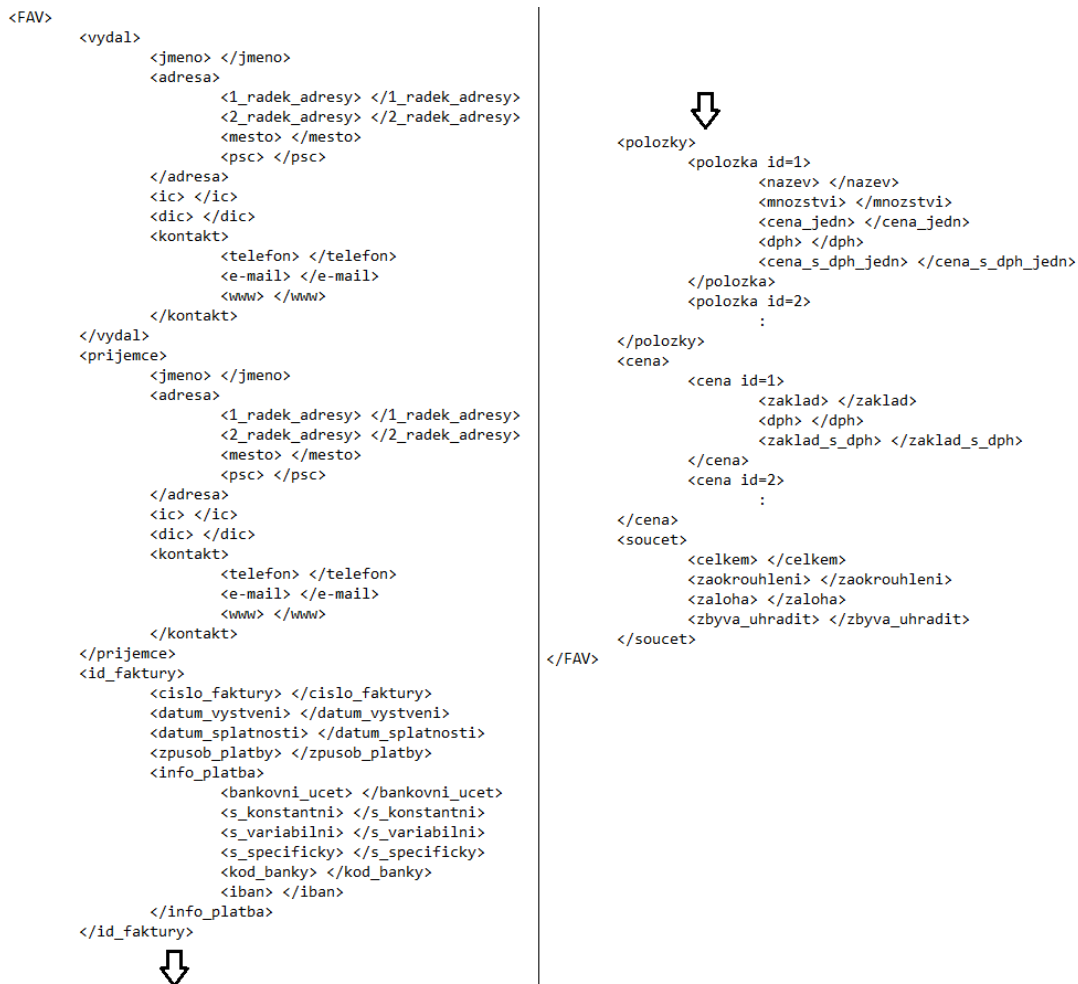 <FAV>
<vydal>
<jmeno> </jmeno>
<adresa>
<1_radek_adresy> </1_radek_adresy>
<2_radek_adresy> </2_radek_adresy>
<mesto> </mesto>
<psc> </psc>
</adresa>
<ic> </ic>
<dic> </dic>
<kontakt>
<telefon> </telefon>
<e-mail> </e-mail>
<www> </www>
</kontakt>
</vydal>
<prijemce>
<jmeno> </jmeno>
<adresa>
<1_radek_adresy> </1_radek_adresy>
<2_radek_adresy> </2_radek_adresy>
<mesto> </mesto>
<psc> </psc>
</adresa>
<ic> </ic>
<dic> </dic>
<kontakt>
<telefon> </telefon>
<e-mail> </e-mail>
<www> </www>
</kontakt>
</prijemce>
<id_faktury>
<cislo_faktury> </cislo_faktury>
<datum_vystveni> </datum_vystveni>
<datum_splatnosti> </datum_splatnosti>
<zpusob_platby> </zpusob_platby>
<info_platba>
<bankovni_ucet> </bankovni_ucet>
<s_konstantni> </s_konstantni>
<s_variabilni> </s_variabilni>
<s_specificky> </s_specificky>
<kod_banky> </kod_banky>
<iban> </iban>
</info_platba>
</id_faktury>
<polozky>
<polozka id=1>
<nazev> </nazev>
<mnozstvi> </mnozstvi>
<cena_jedn> </cena_jedn>
<dph> </dph>
<cena_s_dph_jedn> </cena_s_dph_jedn>
</polozka>
<polozka id=2>
:
</polozky>
<cena>
<cena id=1>
<zaklad> </zaklad>
<dph> </dph>
<zaklad_s_dph> </zaklad_s_dph>
</cena>
<cena id=2>
:
</cena>
<soucet>
<celkem> </celkem>
<zaokrouhleni> </zaokrouhleni>
<zaloha> </zaloha>
<zbyva_uhradit> </zbyva_uhradit>
</soucet>
</FAV>